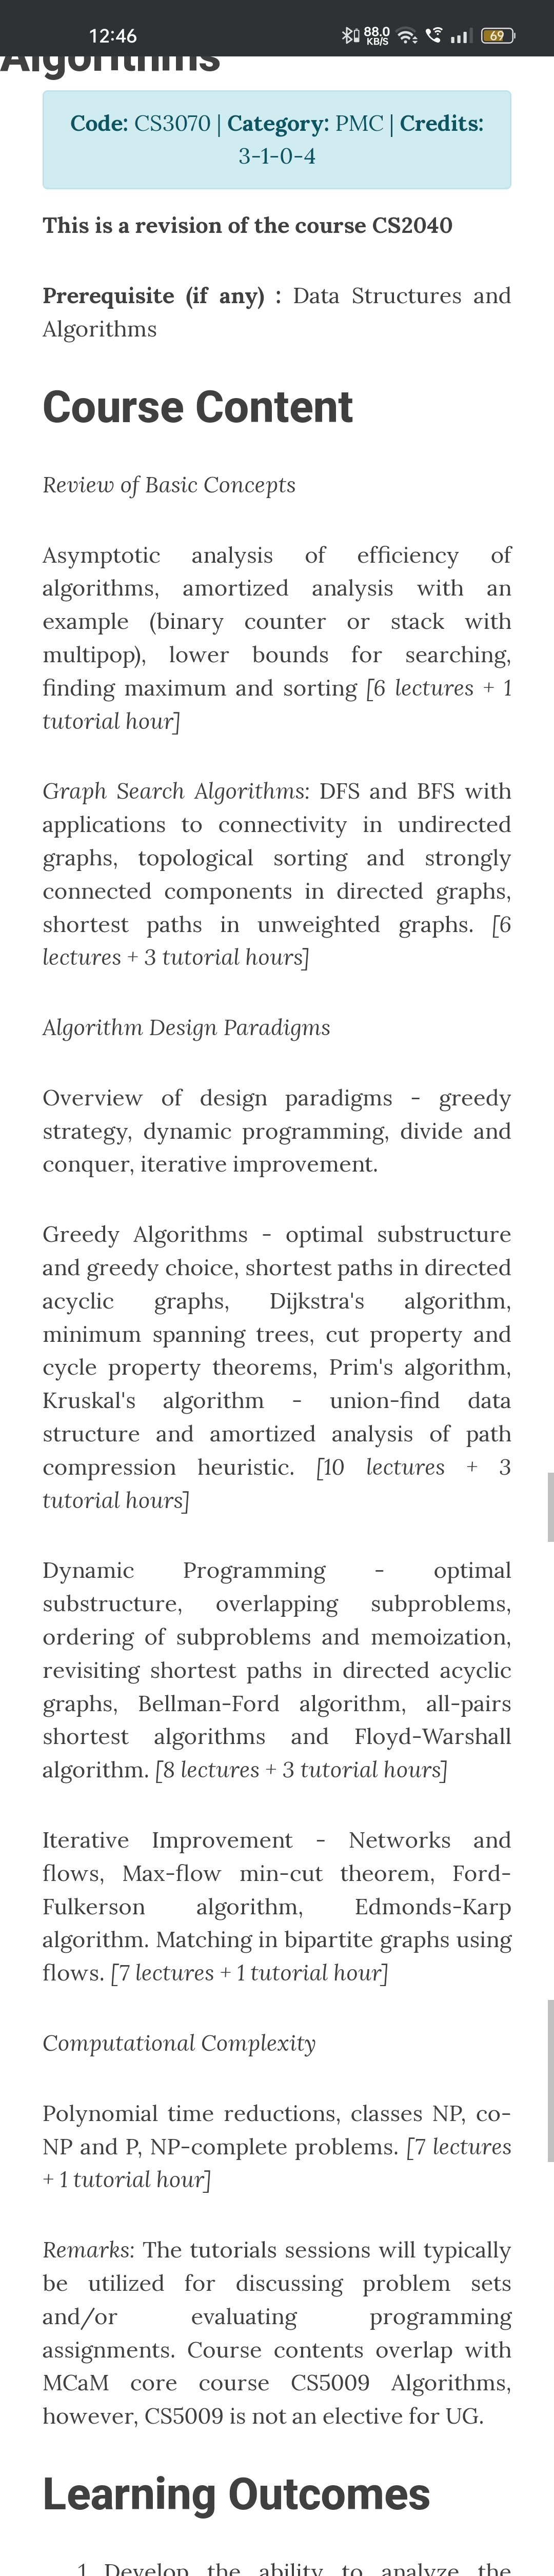 12:46
88.0
KB/S
69
Algorithms
Code: CS3070 | Category: PMC | Credits:
3-1-0-4
This is a revision of the course CS2040
Prerequisite (if any) : Data Structures and
Algorithms
Course Content
Review of Basic Concepts
Asymptotic analysis of efficiency of
algorithms, amortized analysis with an
example (binary counter or stack with
multipop), lower bounds for searching,
finding maximum and sorting [6 lectures + 1
tutorial hour]
Graph Search Algorithms: DFS and BFS with
applications to connectivity in undirected
graphs, topological sorting and strongly
connected components in directed graphs,
shortest paths in unweighted graphs. [6
lectures + 3 tutorial hours]
Algorithm Design Paradigms
Overview of design paradigms - greedy
strategy, dynamic programming, divide and
conquer, iterative improvement.
Greedy Algorithms - optimal substructure
and greedy choice, shortest paths in directed
acyclic graphs, Dijkstra's algorithm,
minimum spanning trees, cut property and
cycle property theorems, Prim's algorithm,
Kruskal's algorithm - union-find data
structure and amortized analysis of path
compression heuristic. [10 lectures + 3
tutorial hours]
Dynamic Programming - optimal
substructure, overlapping subproblems,
ordering of subproblems and memoization,
revisiting shortest paths in directed acyclic
graphs, Bellman-Ford algorithm, all-pairs
shortest algorithms and Floyd-Warshall
algorithm. [8 lectures + 3 tutorial hours]
Iterative Improvement - Networks and
flows, Max-flow min-cut theorem, Ford-
Fulkerson algorithm, Edmonds-Karp
algorithm. Matching in bipartite graphs using
flows. [7 lectures + 1 tutorial hour]
Computational Complexity
Polynomial time reductions, classes NP, co-
NP and P, NP-complete problems. [7 lectures
+ 1 tutorial hour]
Remarks: The tutorials sessions will typically
be utilized for discussing problem sets
and/or evaluating programming
assignments. Course contents overlap with
MCaM core course CS5009 Algorithms,
however, CS5009 is not an elective for UG.
Learning Outcomes
1. Develop the ability to analyze the